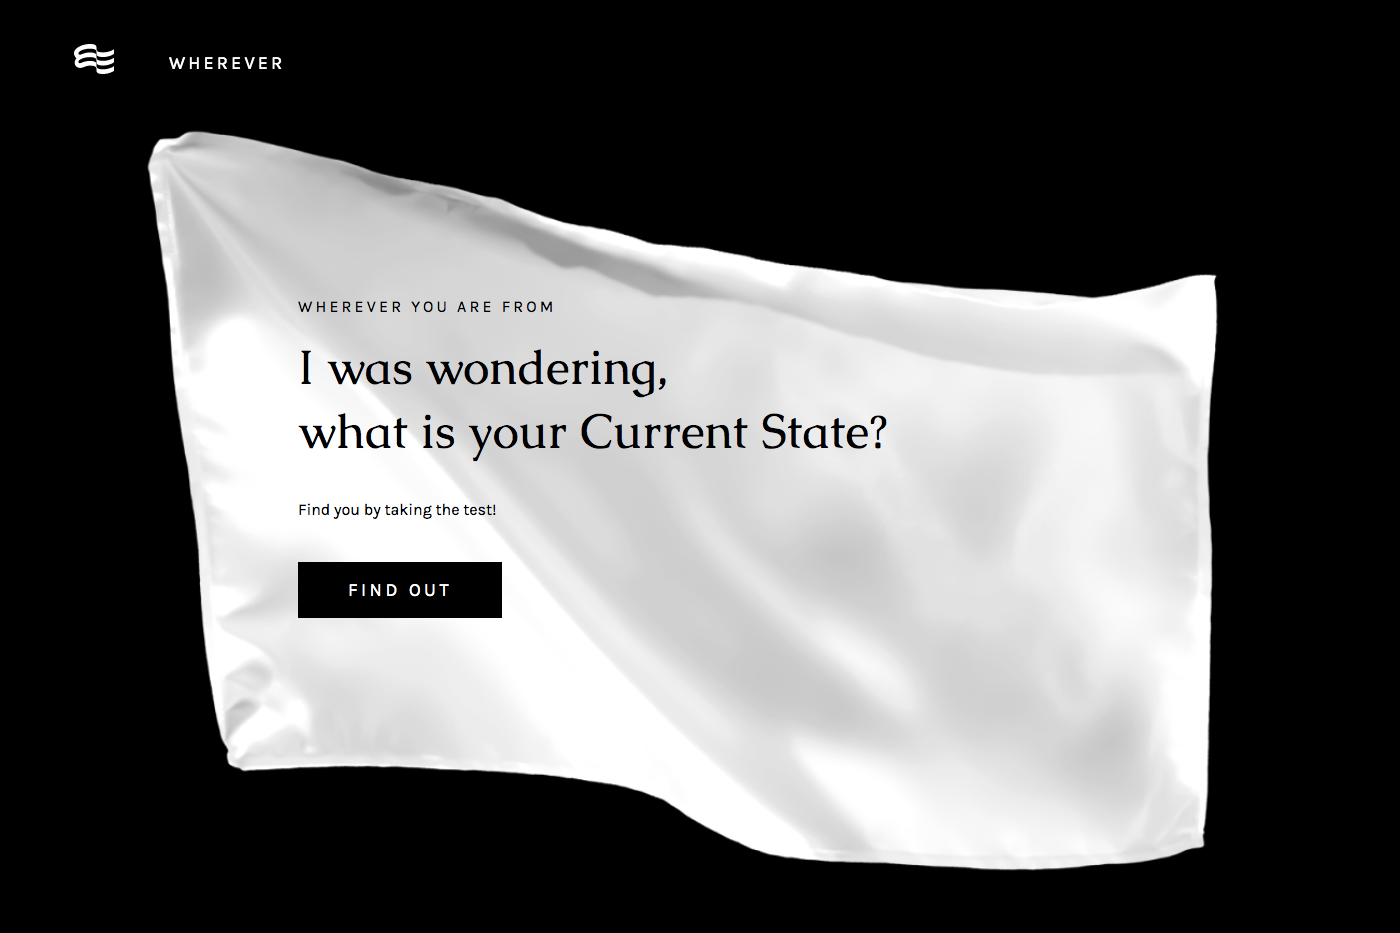 WHEREVER
WHEREVER YOU ARE FROM
I was wondering,
what is your Current State?
Find you by taking the test!
FIND OUT